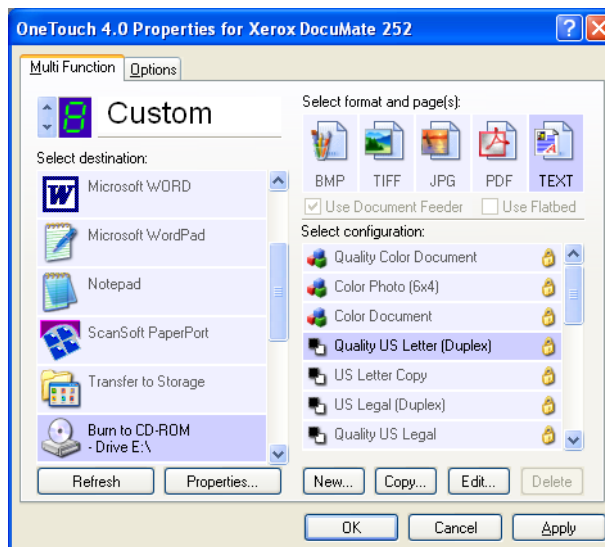 OneTouch 4.0 Properties for Xerox DocuMate 252
Multi Function
Options
8
Custom
Select destination:
Microsoft WORD
Microsoft WordPad
Notepad
ScanSoft PaperPort
Transfer to Storage
Burn to CD-ROM
- Drive E:\
Refresh
Properties...
Select format and page(s):
BMP
TIFF
JPG
PDF
TEXT
Use Document Feeder
Use Flatbed
Select configuration:
Quality Color Document
Color Photo (6x4)
Color Document
Quality US Letter (Duplex)
US Letter Copy
US Legal (Duplex)
Quality US Legal
New...
Copy...
Edit...
Delete
OK
Cancel
Apply